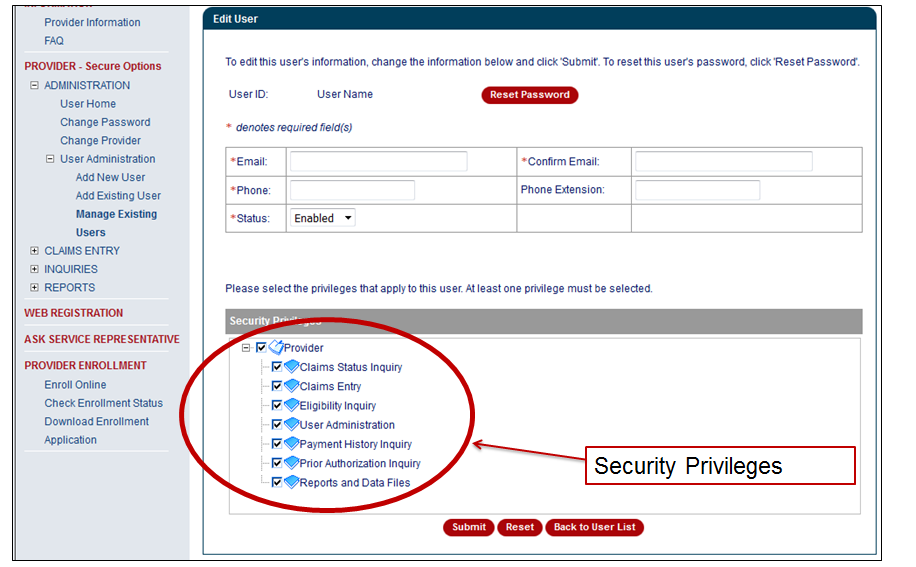 Provider Information
FAQ
PROVIDER - Secure Options
ADMINISTRATION
User Home
Change Password
Change Provider
User Administration
Add New User
Add Existing User
Manage Existing
Users
CLAIMS ENTRY
INQUIRIES
REPORTS
WEB REGISTRATION
ASK SERVICE REPRESENTATIVE
PROVIDER ENROLLMENT
Enroll Online
Check Enrollment Status
Download Enrollment
Application
Edit User
To edit this user's information, change the information below and click 'Submit'. To reset this user's password, click 'Reset Password'.
User ID: User Name Reset Password
* denotes required field(s)
*Email: *Confirm Email:
*Phone: Phone Extension:
*Status: Enabled
Please select the privileges that apply to this user. At least one privilege must be selected.
Security Privileges
Provider
Claims Status Inquiry
Claims Entry
Eligibility Inquiry
User Administration
Payment History Inquiry
Prior Authorization Inquiry
Reports and Data Files
Security Privileges
Submit Reset Back to User List